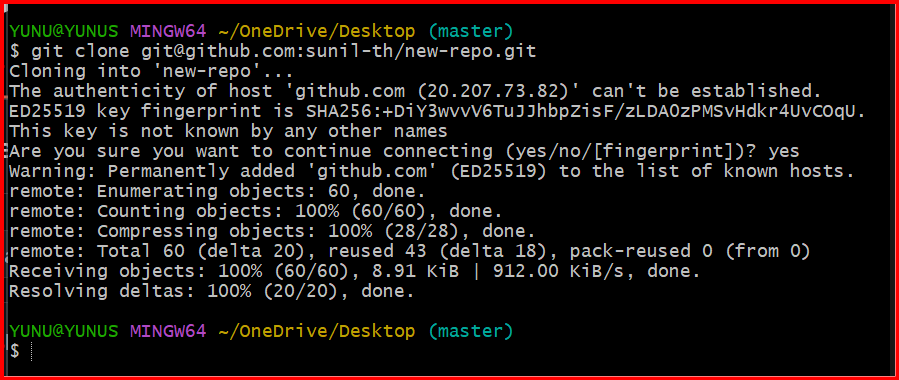 YUNU@YUNUS MINGW64 ~/OneDrive/Desktop (master)
$ git clone git@github.com:sunil-th/new-repo.git
Cloning into 'new-repo'...
The authenticity of host 'github.com (20.207.73.82)' can't be established.
ED25519 key fingerprint is SHA256:+DiY3wvvV6TuJJhbpZisF/zLDA0zPMSvHdkr4UvCOqU.
This key is not known by any other names
Are you sure you want to continue connecting (yes/no/[fingerprint])? yes
Warning: Permanently added 'github.com' (ED25519) to the list of known hosts.
remote: Enumerating objects: 60, done.
remote: Counting objects: 100% (60/60), done.
remote: Compressing objects: 100% (28/28), done.
remote: Total 60 (delta 20), reused 43 (delta 18), pack-reused 0 (from 0)
Receiving objects: 100% (60/60), 8.91 KiB | 912.00 KiB/s, done.
Resolving deltas: 100% (20/20), done.
YUNU@YUNUS MINGW64 ~/OneDrive/Desktop (master)
$